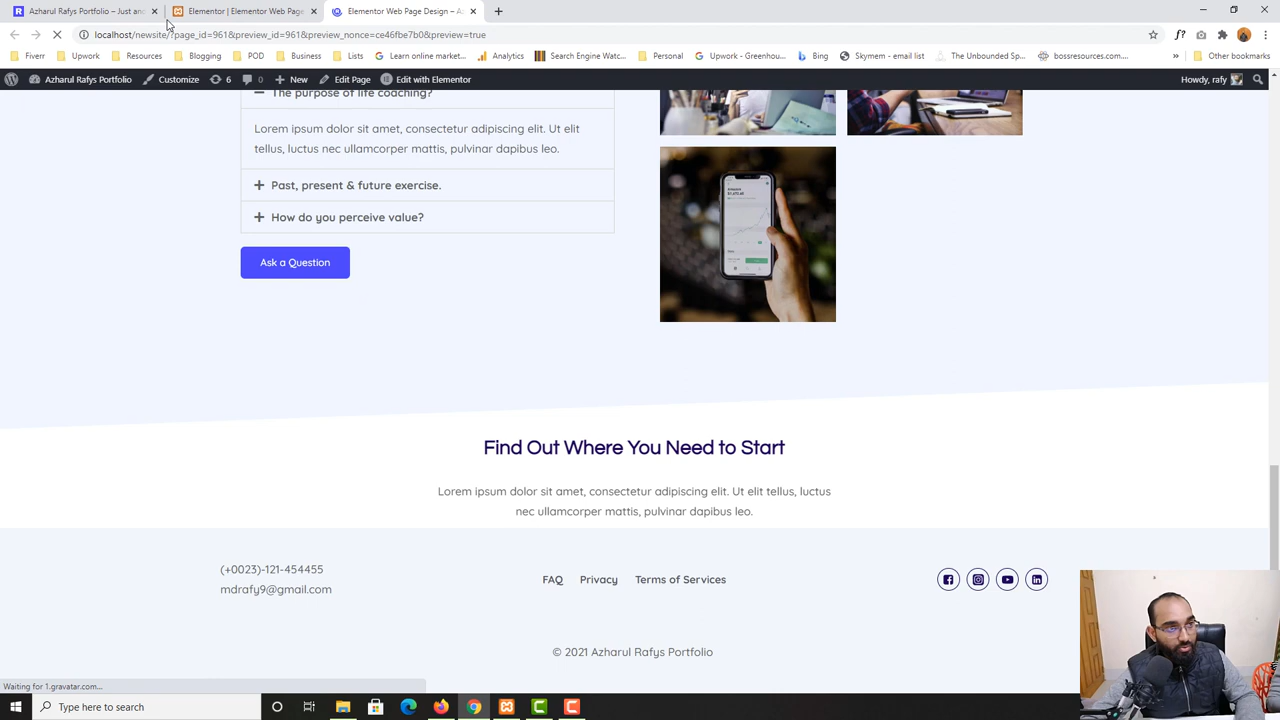 Azharul Rafys Portfolio – Just and
Elementor | Elementor Web Page
Elementor Web Page Design – A
localhost/newsite/?page_id=961&preview_id=961&preview_nonce=ce46fbe7b0&preview=true
Fiverr
Upwork
Resources
Blogging
POD
Business
Lists
Learn online market...
Analytics
Search Engine Watc...
Personal
Upwork - Greenhou...
Bing
Skymem - email list
The Unbounded Sp...
bossresources.com...
»
Other bookmarks
Azharul Rafys Portfolio
Customize
6
0
New
Edit Page
Edit with Elementor
Howdy, rafy
The purpose of life coaching?
Lorem ipsum dolor sit amet, consectetur adipiscing elit. Ut elit
tellus, luctus nec ullamcorper mattis, pulvinar dapibus leo.
Past, present & future exercise.
How do you perceive value?
Ask a Question
Find Out Where You Need to Start
Lorem ipsum dolor sit amet, consectetur adipiscing elit. Ut elit tellus, luctus
nec ullamcorper mattis, pulvinar dapibus leo.
(+0023)-121-454455
mdrafy9@gmail.com
FAQ
Privacy
Terms of Services
© 2021 Azharul Rafys Portfolio
Waiting for 1.gravatar.com...
Type here to search